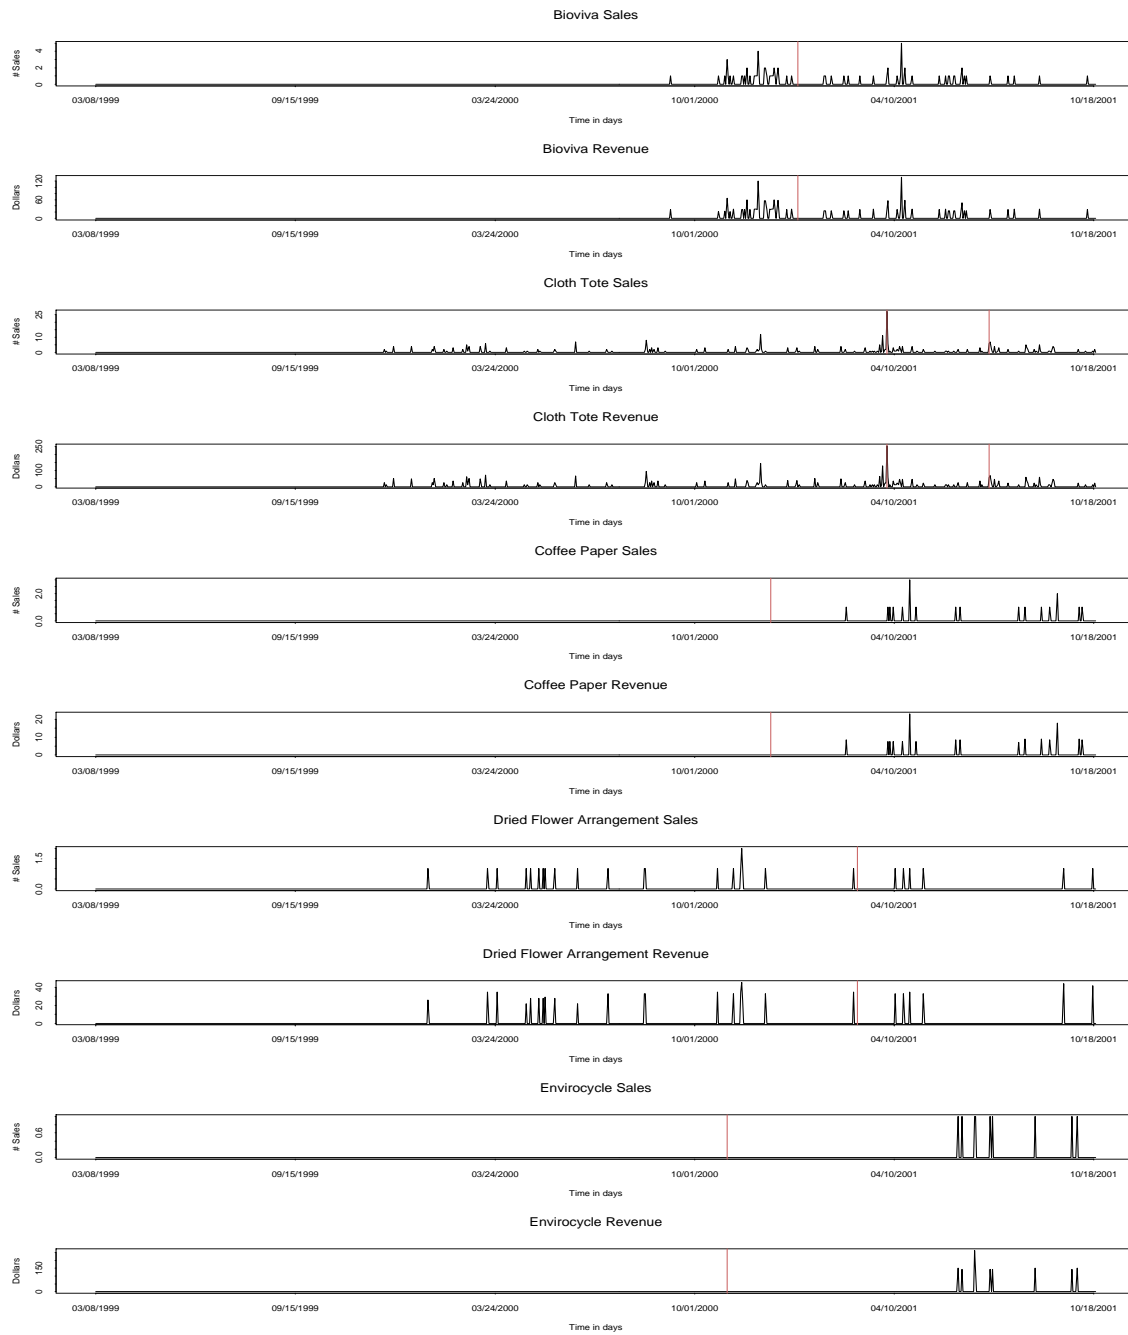 Bioviva Sales
# Sales
0 2 4
03/08/1999 09/15/1999 03/24/2000 10/01/2000 04/10/2001 10/18/2001
Time in days
Bioviva Revenue
Dollars
0 60 120
03/08/1999 09/15/1999 03/24/2000 10/01/2000 04/10/2001 10/18/2001
Time in days
Cloth Tote Sales
# Sales
0 10 25
03/08/1999 09/15/1999 03/24/2000 10/01/2000 04/10/2001 10/18/2001
Time in days
Cloth Tote Revenue
Dollars
0 100 250
03/08/1999 09/15/1999 03/24/2000 10/01/2000 04/10/2001 10/18/2001
Time in days
Coffee Paper Sales
# Sales
0.0 2.0
03/08/1999 09/15/1999 03/24/2000 10/01/2000 04/10/2001 10/18/2001
Time in days
Coffee Paper Revenue
Dollars
0 10 20
03/08/1999 09/15/1999 03/24/2000 10/01/2000 04/10/2001 10/18/2001
Time in days
Dried Flower Arrangement Sales
# Sales
0.0 1.5
03/08/1999 09/15/1999 03/24/2000 10/01/2000 04/10/2001 10/18/2001
Time in days
Dried Flower Arrangement Revenue
Dollars
0 20 40
03/08/1999 09/15/1999 03/24/2000 10/01/2000 04/10/2001 10/18/2001
Time in days
Envirocycle Sales
# Sales
0.0 0.6
03/08/1999 09/15/1999 03/24/2000 10/01/2000 04/10/2001 10/18/2001
Time in days
Envirocycle Revenue
Dollars
0 150
03/08/1999 09/15/1999 03/24/2000 10/01/2000 04/10/2001 10/18/2001
Time in days